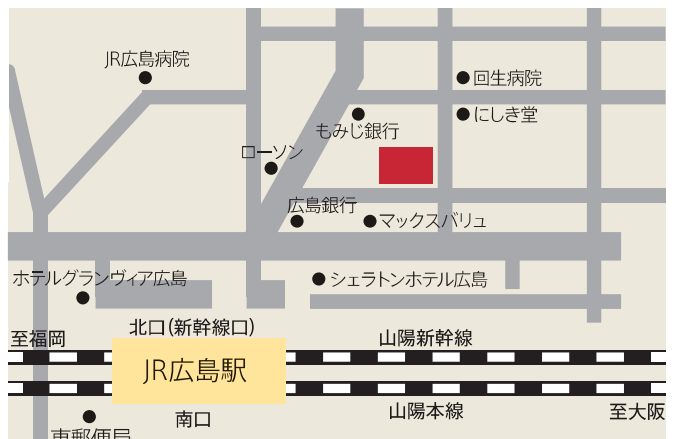 JR広島病院
回生病院
にしき堂
もみじ銀行
ローソン
広島銀行
マックスバリュ
ホテルグランヴィア広島
シェラトンホテル広島
北口(新幹線口)
至福岡
山陽新幹線
JR広島駅
山陽本線
至大阪
南口
東郵便局